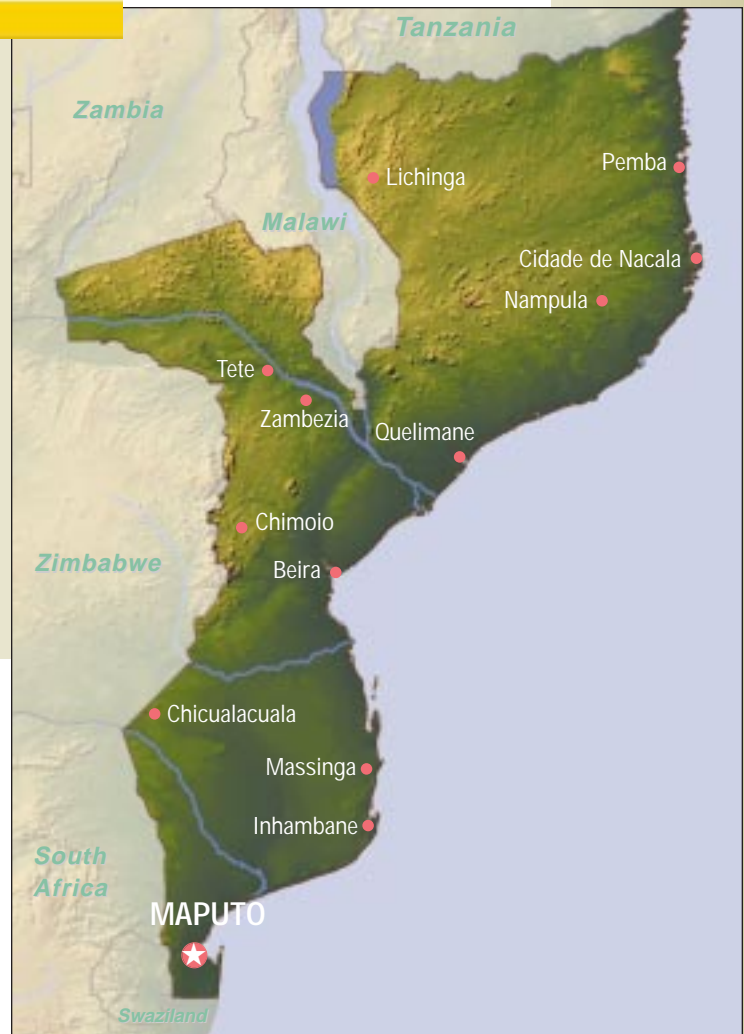 Tanzania
Zambia
Pemba
Lichinga
Malawi
Cidade de Nacala
Nampula
Tete
Zambezia
Quelimane
Chimoio
Zimbabwe
Beira
Chicualacuala
Massinga
Inhambane
South
Africa
MAPUTO
Swaziland